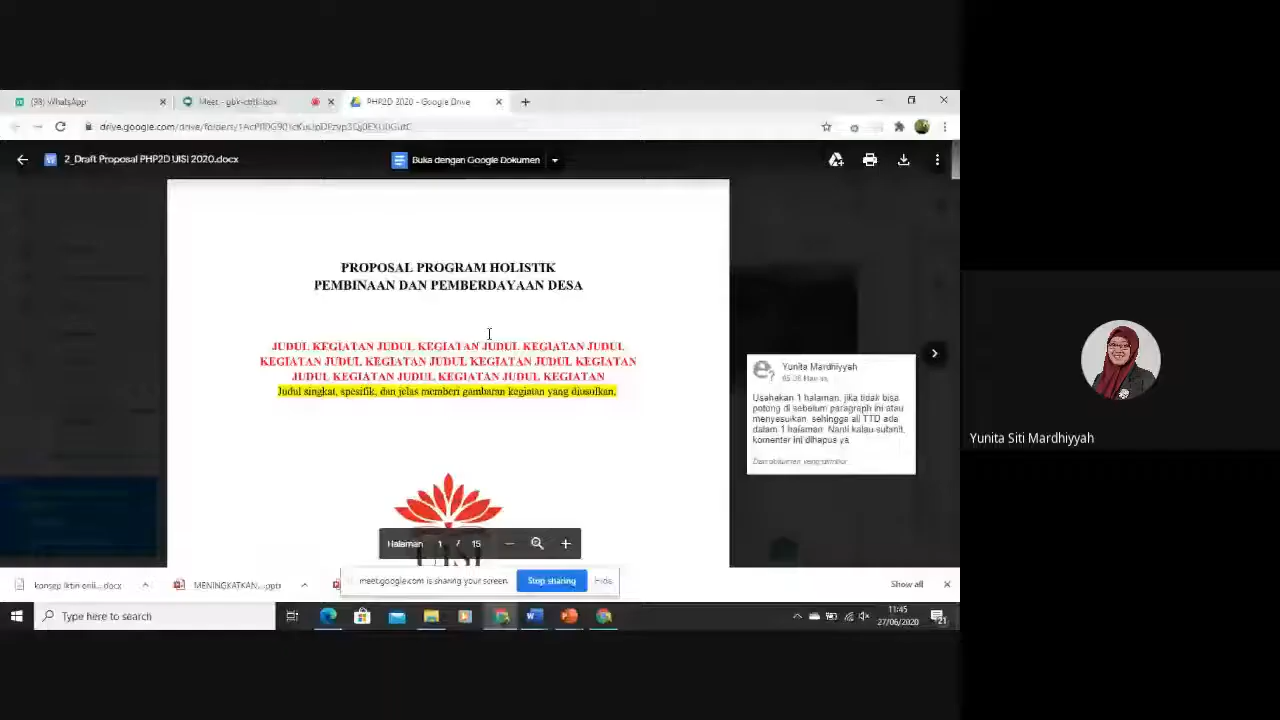 (98) WhatsApp
Meet -
PHP2D 2020 - Google Drive
2_Draft Proposal PHP2D UISI 2020.docx
Buka dengan Google Dokumen
PROPOSAL PROGRAM HOLISTIK
PEMBINAAN DAN PEMBERDAYAAN DESA
JUDUL KEGIATAN JUDUL KEGIATAN JUDUL KEGIATAN JUDUL
KEGIATAN JUDUL KEGIATAN JUDUL KEGIATAN JUDUL KEGIATAN
JUDUL KEGIATAN JUDUL KEGIATAN JUDUL KEGIATAN
Judul singkat, spesifik, dan jelas memberi gambaran kegiatan yang diusulkan.
Yunita Mardhiyyah
Usahakan 1 halaman, jika tidak bisa
potong di sebelum paragraph ini atau
menyesuikan sehingga all TTD ada
dalam 1 halaman. Nanti kalau submit,
komenter ini dihapus ya
Yunita Siti Mardhiyyah
UISI
Halaman 1 / 15
meet.google.com is sharing your screen.
Stop sharing
Hide
MENINGKATKAN....pptx
Show all
Type here to search
11:45
27/06/2020
21